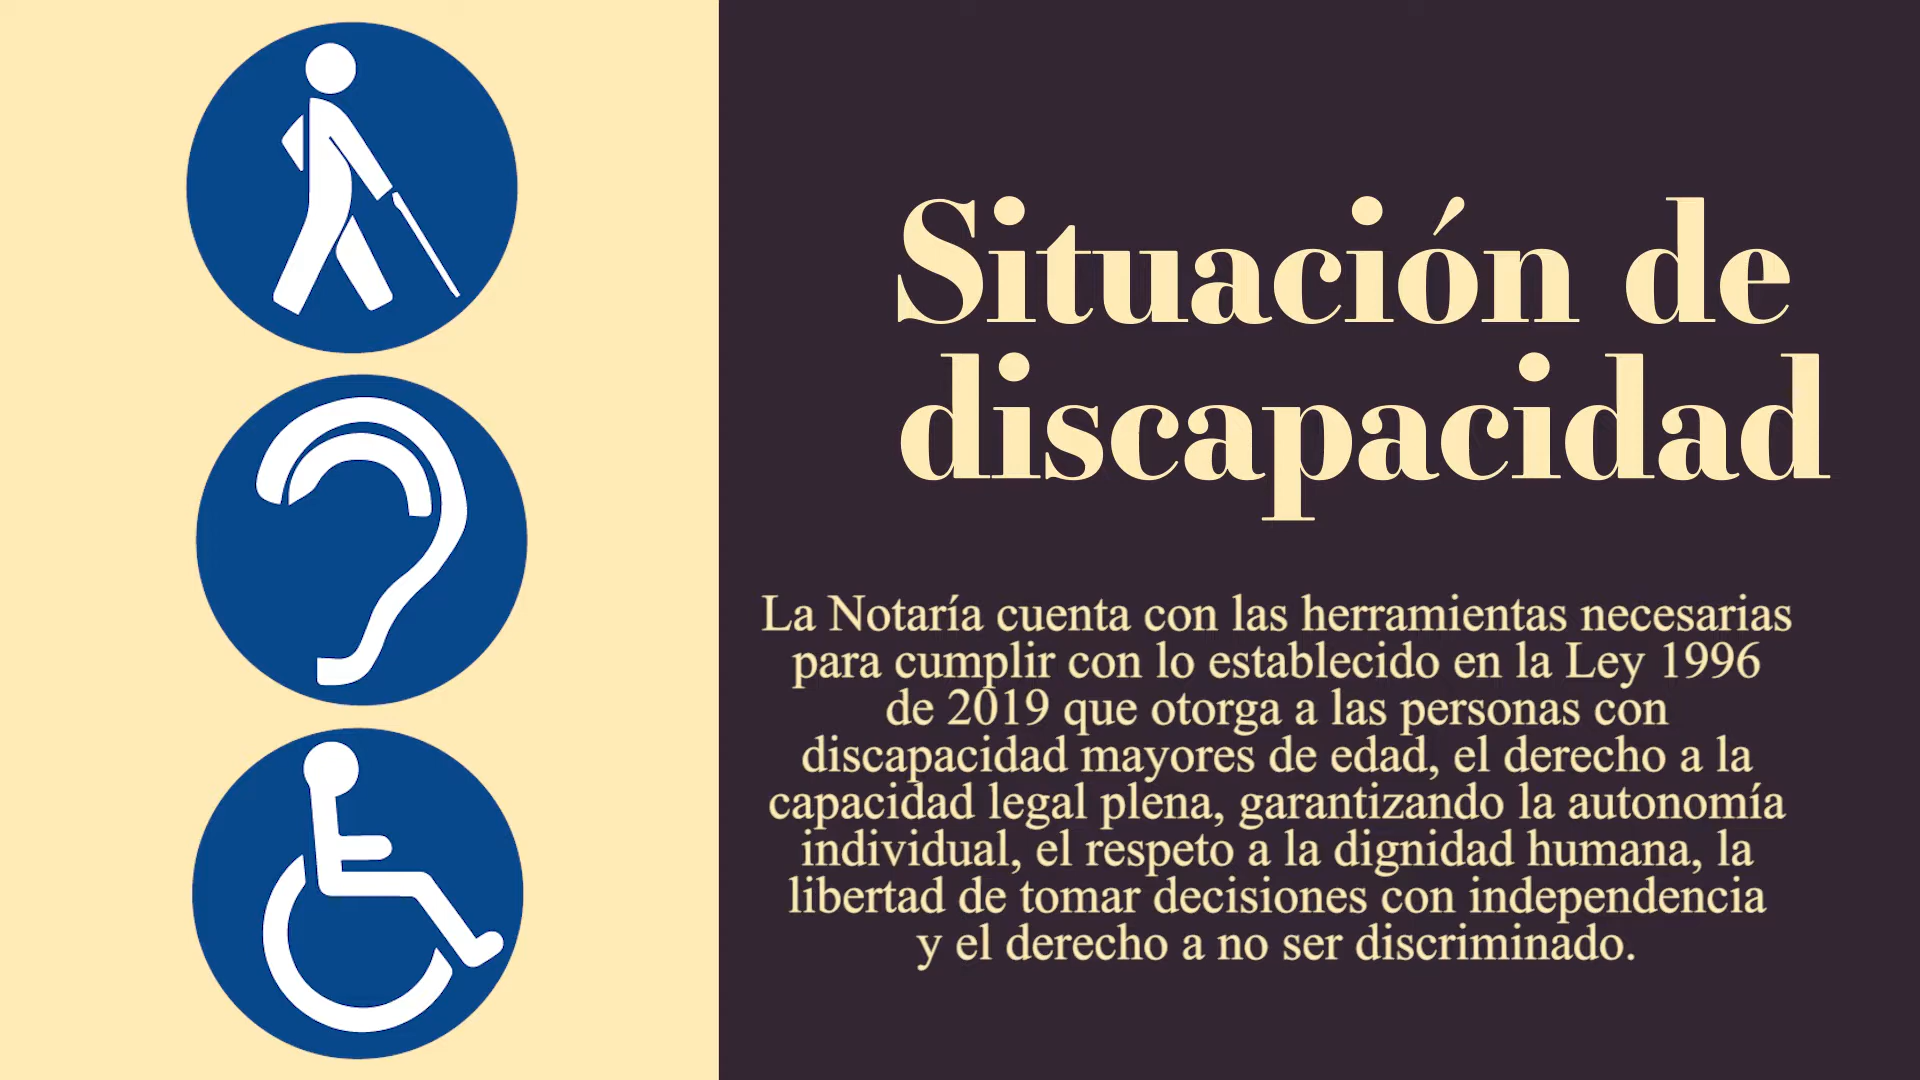 Situación de
discapacidad
La Notaría cuenta con las herramientas necesarias
para cumplir con lo establecido en la Ley 1996
de 2019 que otorga a las personas con
discapacidad mayores de edad, el derecho a la
capacidad legal plena, garantizando la autonomía
individual, el respeto a la dignidad humana, la
libertad de tomar decisiones con independencia
y el derecho a no ser discriminado.